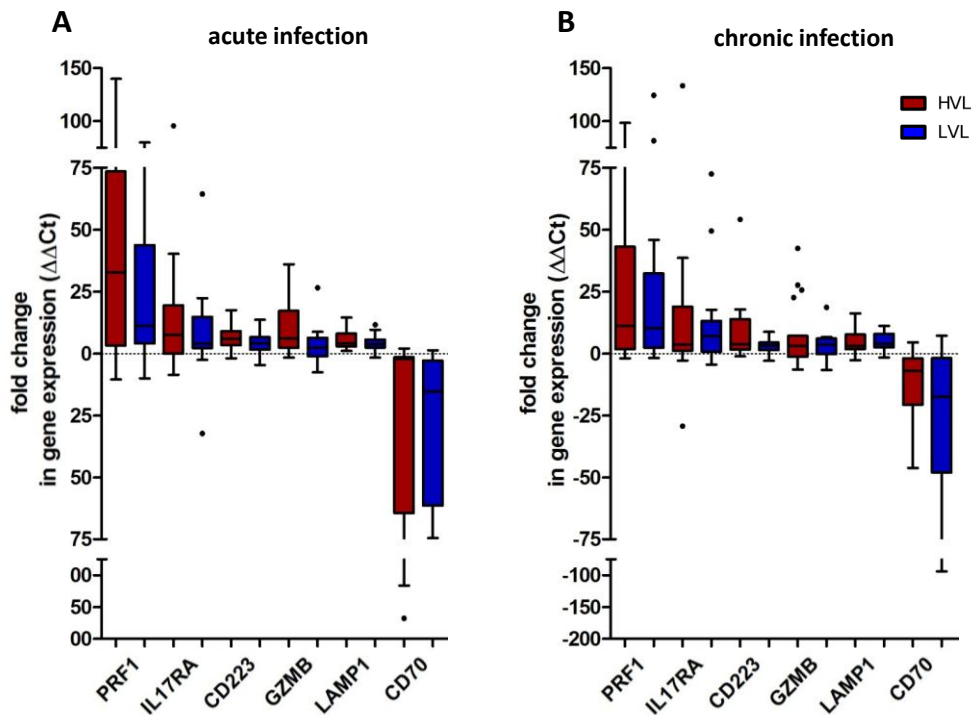 A
acute infection
B
chronic infection
HVL
LVL
fold change
in gene expression (ΔΔCt)
150
100
75
50
25
0
25
-50
75
00
50
00
PRF1
IL17RA
CD223
GZMB
LAMP1
CD70
fold change
in gene expression (ΔΔCt)
150
100
75
50
25
0
-25
-50
-75
-100
-150
-200
PRF1
IL17RA
CD223
GZMB
LAMP1
CD70